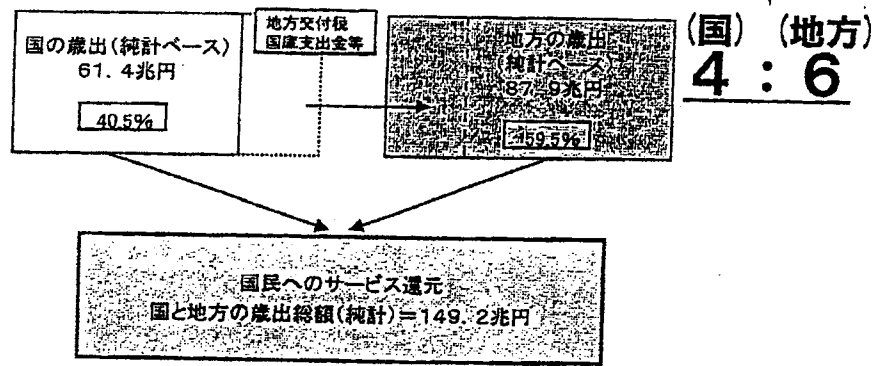 国の歳出(純計ベース)
61.4兆円
40.5%
地方交付税
国庫支出金等
地方の歳出
(純計ベース)
87.9兆円
59.5%
(国) (地方)
4 : 6
国民へのサービス還元
国と地方の歳出総額(純計)=149.2兆円